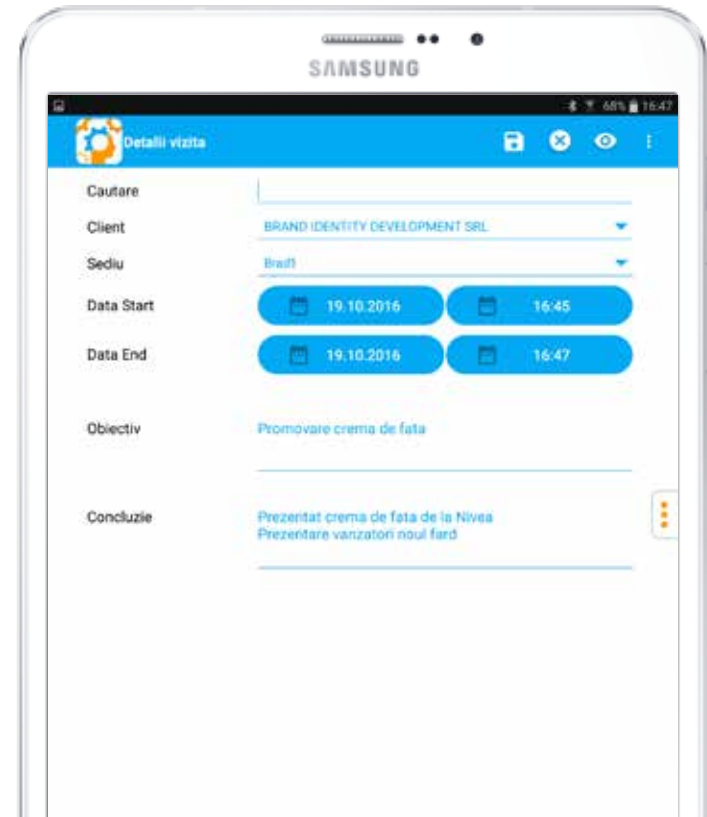 SAMSUNG
68% 16:47
Detalii vizita
Cautare
Client BRAND IDENTITY DEVELOPMENT SRL
Sediu Brad1
Data Start 19.10.2016 16:45
Data End 19.10.2016 16:47
Obiectiv Promovare crema de fata
Concluzie Prezentat crema de fata de la Nivea
Prezentare vanzatori noul fard